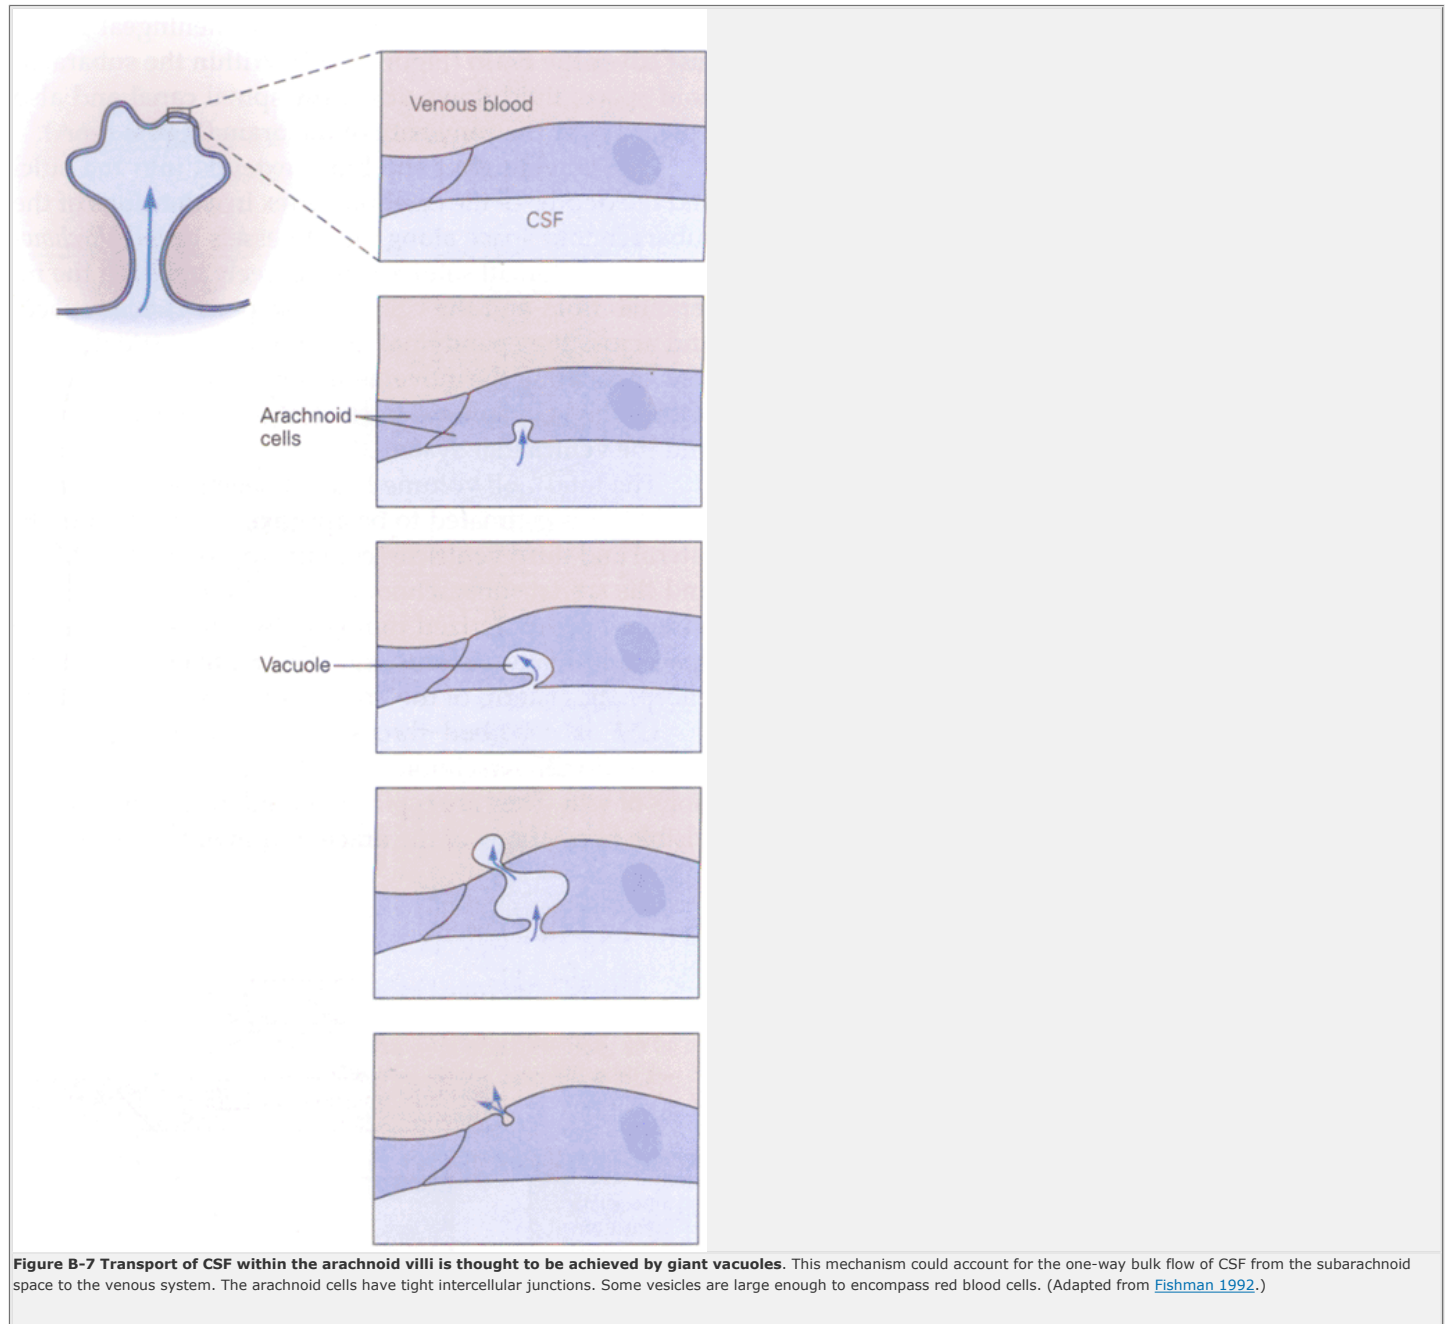 Venous blood
CSF
Arachnoid
cells
Vacuole
Figure B-7 Transport of CSF within the arachnoid villi is thought to be achieved by giant vacuoles. This mechanism could account for the one-way bulk flow of CSF from the subarachnoid
space to the venous system. The arachnoid cells have tight intercellular junctions. Some vesicles are large enough to encompass red blood cells. (Adapted from Fishman 1992.)